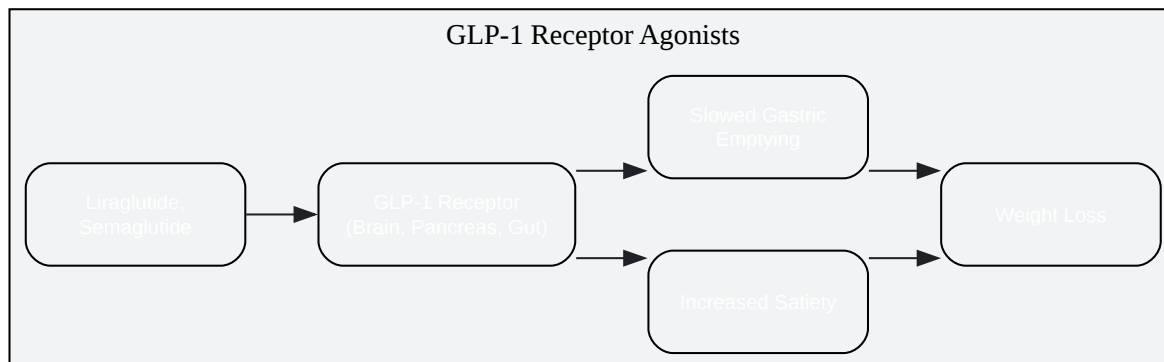 GLP-1 Receptor Agonists
Liraglutide,
Semaglutide
GLP-1 Receptor
(Brain, Pancreas, Gut)
Slowed Gastric
Emptying
Increased Satiety
Weight Loss